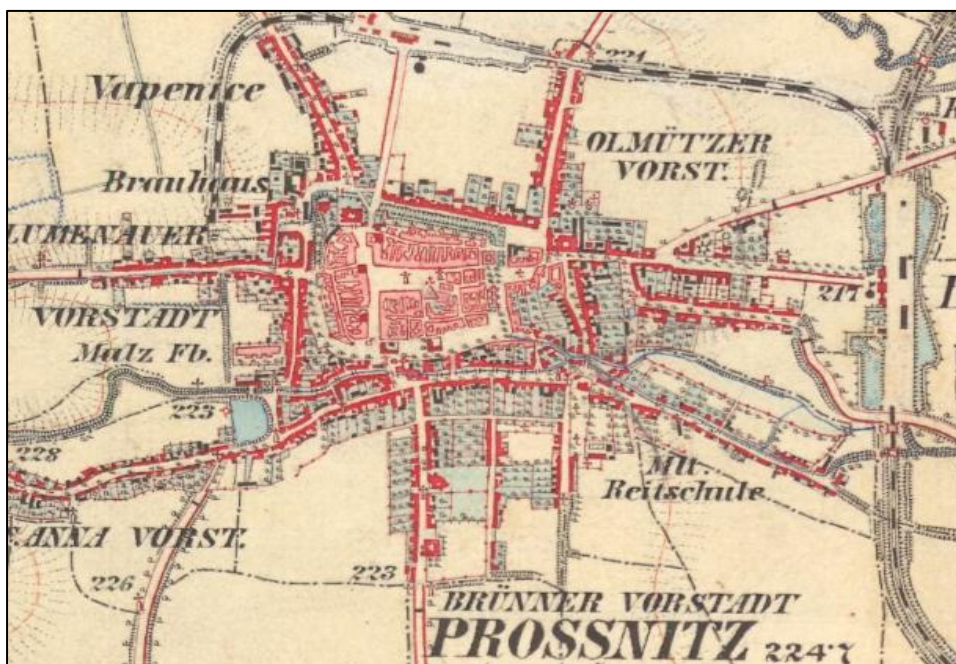 Vapenice
Brauhaus
LUMENAUER
VORSTADT
Malz Fb.
223
228
ANNA VORST.
226
223
221
OLMÜTZER
VORST.
217
Mil.
Reitschule
BRÜNNER VORSTADT
PROSSNITZ 224·7